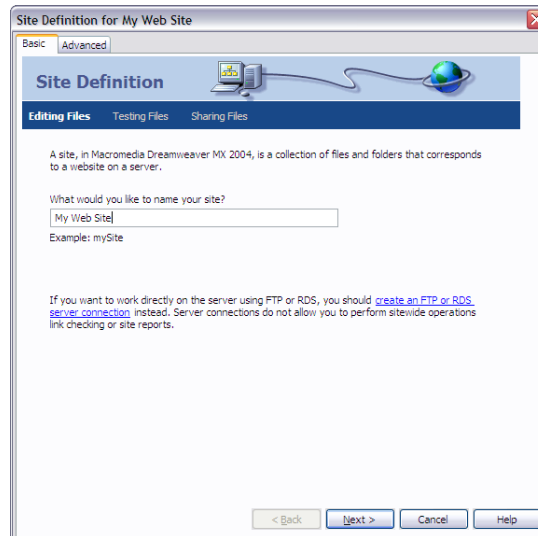 Site Definition for My Web Site
Basic Advanced
Site Definition
Editing Files Testing Files Sharing Files
A site, in Macromedia Dreamweaver MX 2004, is a collection of files and folders that corresponds
to a website on a server.
What would you like to name your site?
My Web Site
Example: mySite
If you want to work directly on the server using FTP or RDS, you should create an FTP or RDS
server connection instead. Server connections do not allow you to perform sitewide operations
link checking or site reports.
< Back Next > Cancel Help